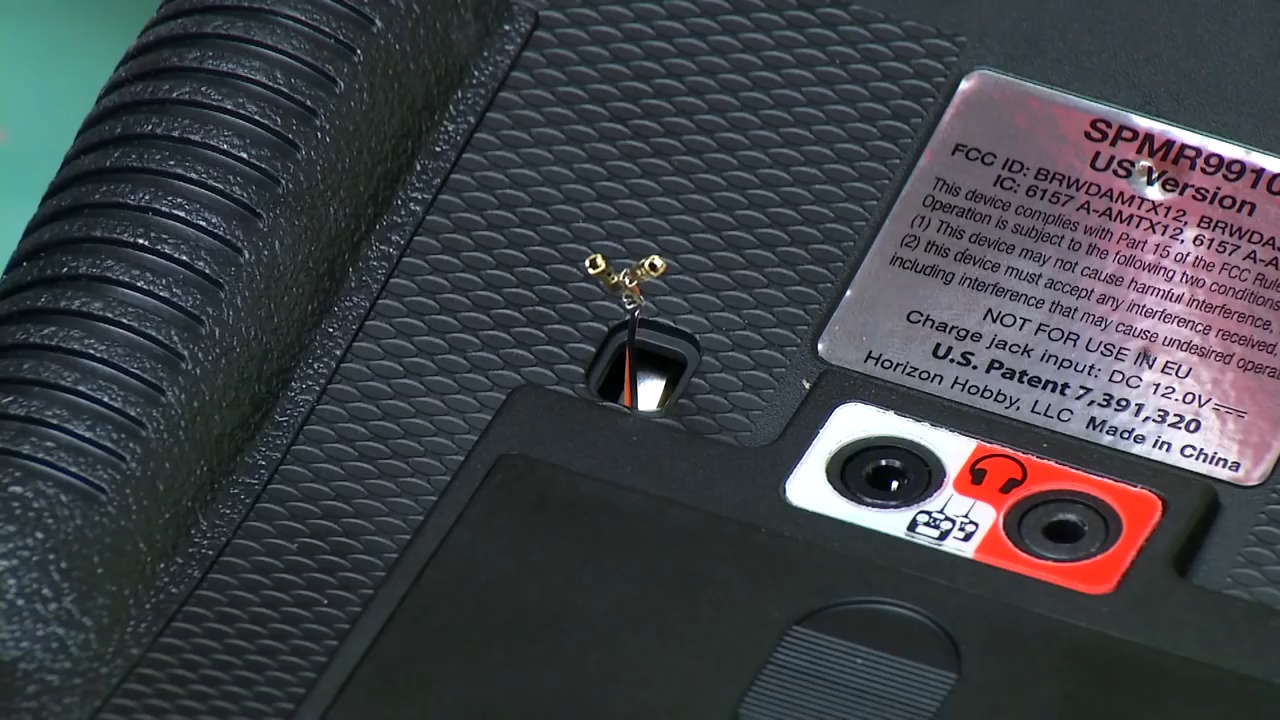 SPMR9910
US Version
FCC ID: BRWDAMTX12, BRWDA
IC: 6157 A-AMTX12, 6157 A-A
This device complies with Part 15 of the FCC Rule
Operation is subject to the following two conditions
(1) This device may not cause harmful interference,
(2) this device must accept any interference received,
including interference that may cause undesired opera
NOT FOR USE IN EU
Charge jack input: DC 12.0V
U.S. Patent 7,391,320
Horizon Hobby, LLC Made in China